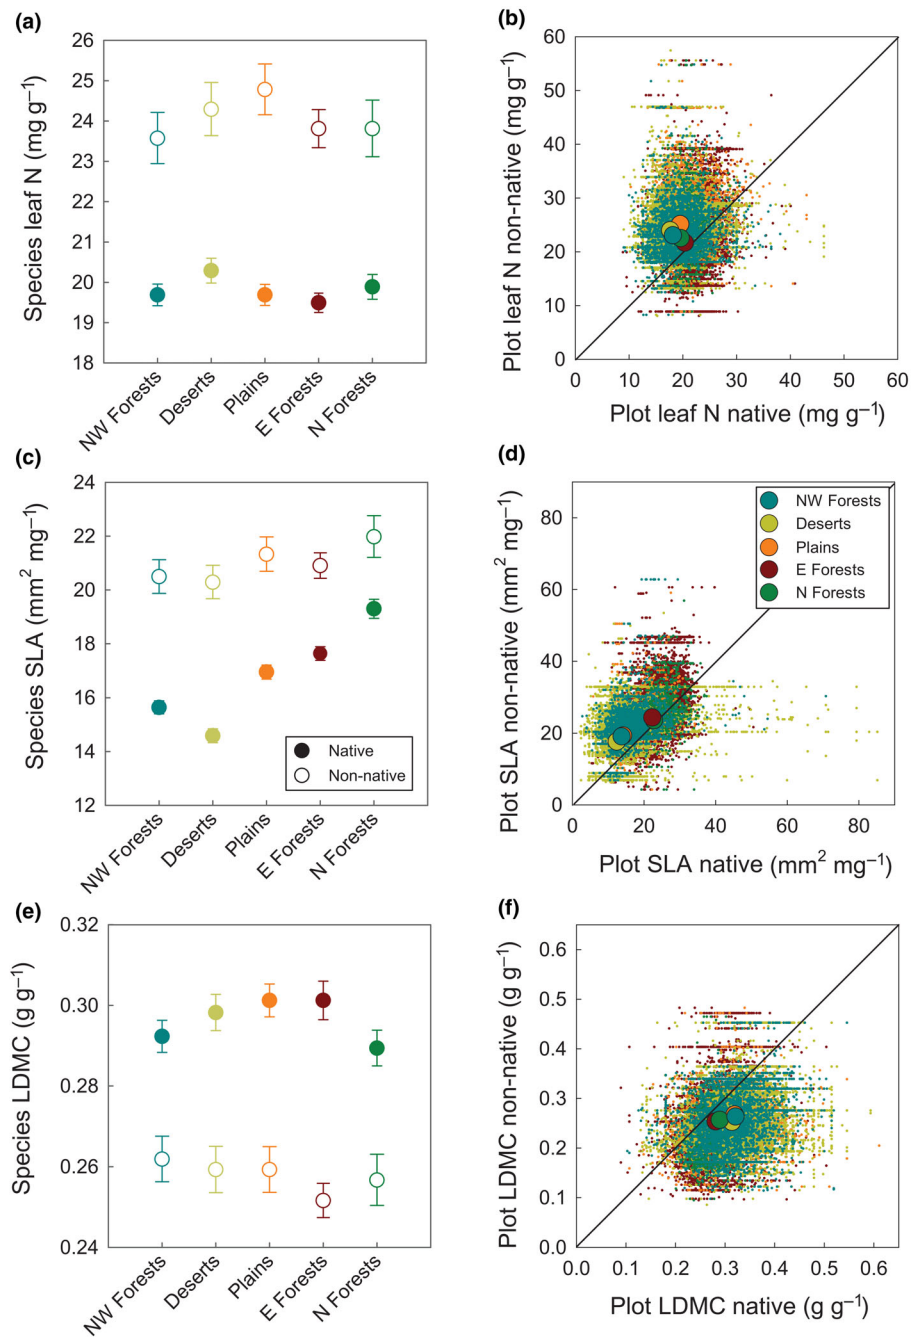 (a)
26
25
24
23
22
21
20
19
18
Species leaf N (mg g⁻¹)
NW Forests
Deserts
Plains
E Forests
N Forests
(b)
60
50
40
30
20
10
0
Plot leaf N non-native (mg g⁻¹)
0 10 20 30 40 50 60
Plot leaf N native (mg g⁻¹)
(c)
24
22
20
18
16
14
12
Species SLA (mm² mg⁻¹)
Native
Non-native
NW Forests
Deserts
Plains
E Forests
N Forests
(d)
80
60
40
20
0
Plot SLA non-native (mm² mg⁻¹)
NW Forests
Deserts
Plains
E Forests
N Forests
0 20 40 60 80
Plot SLA native (mm² mg⁻¹)
(e)
0.32
0.30
0.28
0.26
0.24
Species LDMC (g g⁻¹)
NW Forests
Deserts
Plains
E Forests
N Forests
(f)
0.6
0.5
0.4
0.3
0.2
0.1
0.0
Plot LDMC non-native (g g⁻¹)
0.0 0.1 0.2 0.3 0.4 0.5 0.6
Plot LDMC native (g g⁻¹)